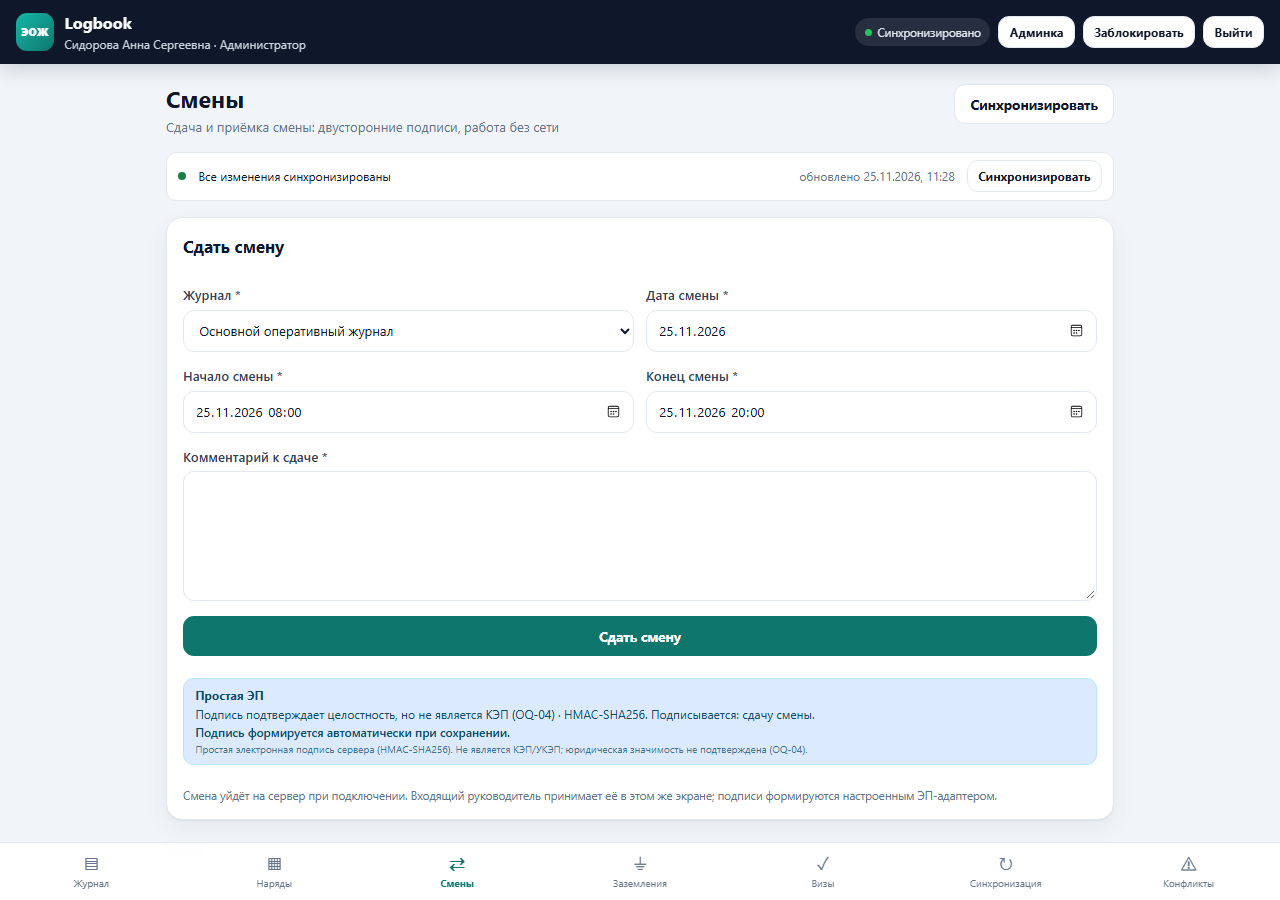 ЭОЖ
Logbook
Сидорова Анна Сергеевна · Администратор
Синхронизировано
Админка
Заблокировать
Выйти
Смены
Сдача и приёмка смены: двусторонние подписи, работа без сети
Синхронизировать
Все изменения синхронизированы
обновлено 25.11.2026, 11:28
Синхронизировать
Сдать смену
Журнал *
Дата смены *
Основной оперативный журнал
25.11.2026
Начало смены *
Конец смены *
25.11.2026 08:00
25.11.2026 20:00
Комментарий к сдаче *
Сдать смену
Простая ЭП
Подпись подтверждает целостность, но не является КЭП (OQ-04) · HMAC-SHA256. Подписывается: сдачу смены.
Подпись формируется автоматически при сохранении.
Простая электронная подпись сервера (HMAC-SHA256). Не является КЭП/УКЭП; юридическая значимость не подтверждена (OQ-04).
Смена уйдёт на сервер при подключении. Входящий руководитель принимает её в этом же экране; подписи формируются настроенным ЭП-адаптером.
Журнал
Наряды
Смены
Заземления
Визы
Синхронизация
Конфликты